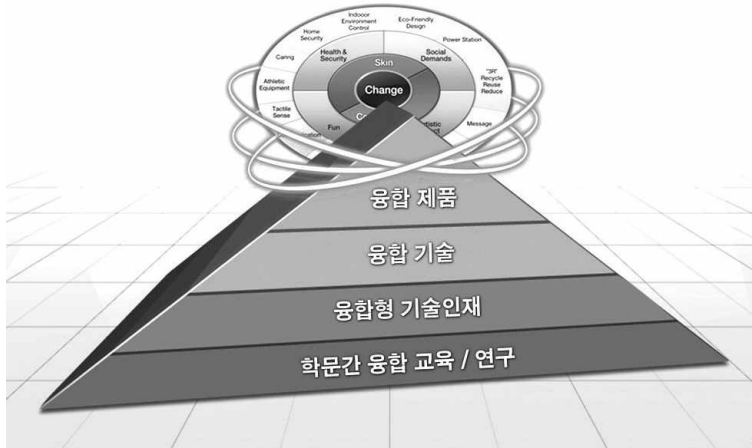 Indooor
Environment
Control
Eco-Friendly
Design
Home
Security
Power Station
Caring
Health &
Security
Skin
Social
Demands
Athletic
Equipment
Change
"3R"
Recycle
Reuse
Reduce
Tactile
Sense
Fun
Message
융합 제품
융합 기술
융합형 기술인재
학문간 융합 교육 / 연구